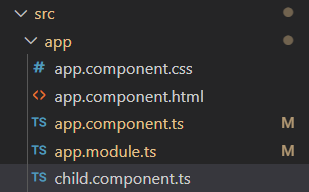 src
app
# app.component.css
<> app.component.html
TS app.component.ts M
TS app.module.ts M
TS child.component.ts